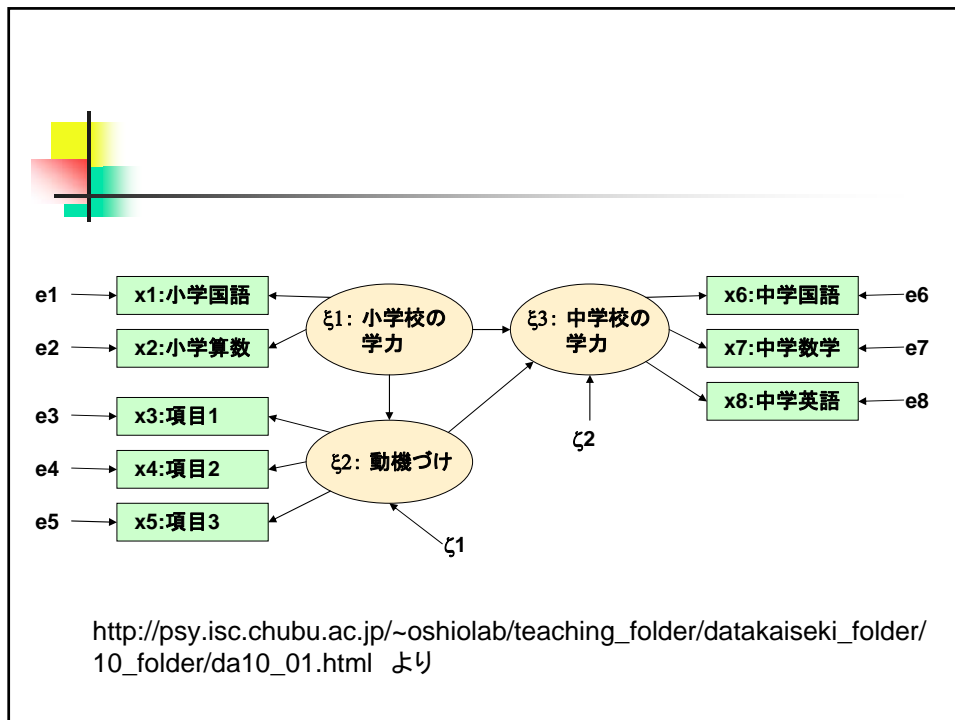 e1
x1:小学国語
e2
x2:小学算数
e3
x3:項目1
e4
x4:項目2
e5
x5:項目3
ξ1: 小学校の
学力
ξ2: 動機づけ
ζ1
ξ3: 中学校の
学力
ζ2
x6:中学国語
e6
x7:中学数学
e7
x8:中学英語
e8
http://psy.isc.chubu.ac.jp/~oshiolab/teaching_folder/datakaiseki_folder/
10_folder/da10_01.html より